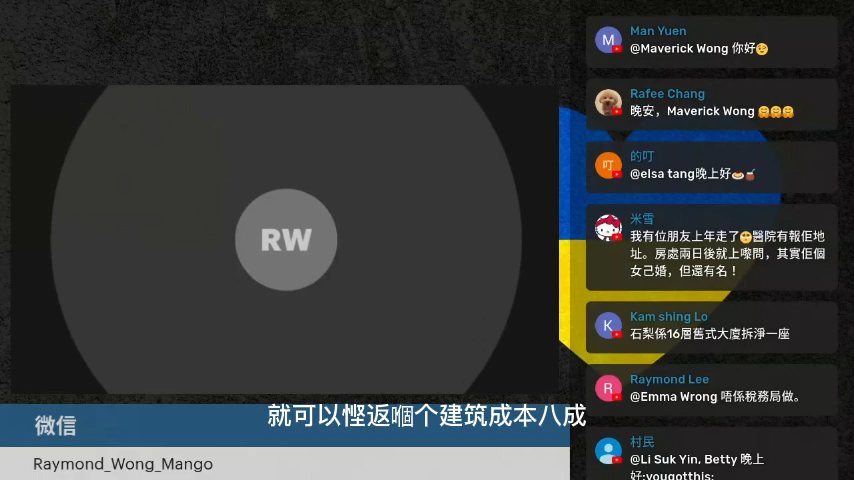 RW
就可以悭返嗰个建筑成本八成
微信
Raymond_Wong_Mango
M
Man Yuen
@Maverick Wong 你好😏
Rafee Chang
晚安，Maverick Wong 🤗🤗🤗
叮
的叮
@elsa tang晚上好🍛🥤
米雪
我有位朋友上年走了😲醫院有報佢地
址。房處兩日後就上嚟問，其實佢個
女己婚，但還有名！
K
Kam shing Lo
石梨係16層舊式大廈拆淨一座
R
Raymond Lee
@Emma Wrong 唔係稅務局做。
村民
@Li Suk Yin, Betty 晚上
好:yougotthis: